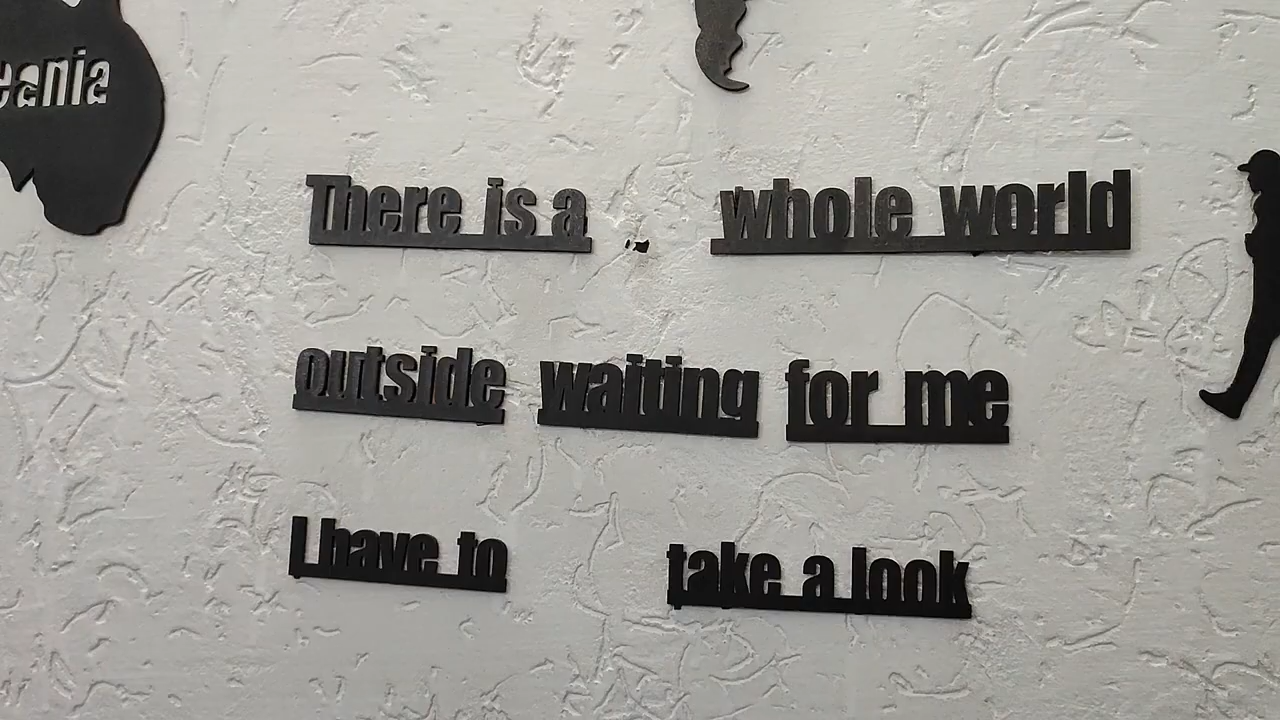 eania
There is a whole world
outside waiting for me
I have to take a look